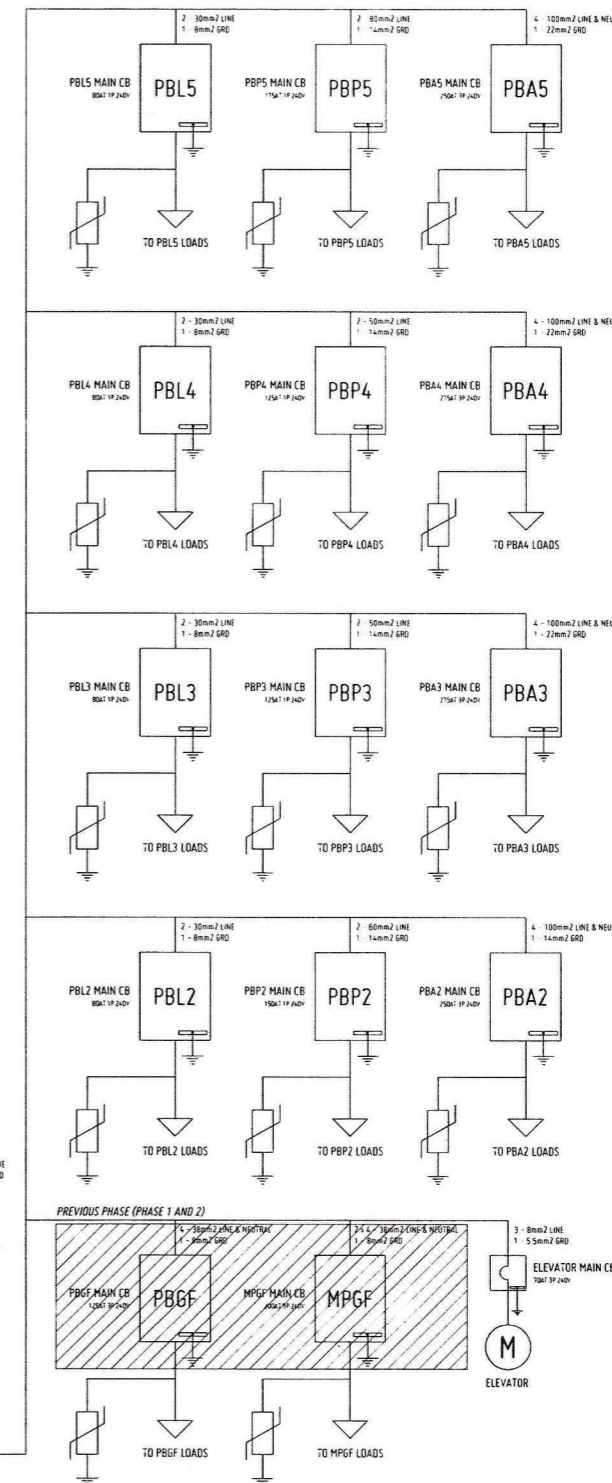 2 - 30mm2 LINE
1 - 8mm2 GRD
PBL5 MAIN CB
80AT 1P 240V
PBL5
TO PBL5 LOADS
2 - 80mm2 LINE
1 - 14mm2 GRD
PBP5 MAIN CB
175AT 1P 240V
PBP5
TO PBP5 LOADS
4 - 100mm2 LINE & NEU
1 - 22mm2 GRD
PBA5 MAIN CB
250AT 3P 240V
PBA5
TO PBA5 LOADS
2 - 30mm2 LINE
1 - 8mm2 GRD
PBL4 MAIN CB
80AT 1P 240V
PBL4
TO PBL4 LOADS
2 - 50mm2 LINE
1 - 14mm2 GRD
PBP4 MAIN CB
125AT 1P 240V
PBP4
TO PBP4 LOADS
4 - 100mm2 LINE & NEU
1 - 22mm2 GRD
PBA4 MAIN CB
275AT 3P 240V
PBA4
TO PBA4 LOADS
2 - 30mm2 LINE
1 - 8mm2 GRD
PBL3 MAIN CB
80AT 1P 240V
PBL3
TO PBL3 LOADS
2 - 50mm2 LINE
1 - 14mm2 GRD
PBP3 MAIN CB
125AT 1P 240V
PBP3
TO PBP3 LOADS
4 - 100mm2 LINE & NEU
1 - 22mm2 GRD
PBA3 MAIN CB
275AT 3P 240V
PBA3
TO PBA3 LOADS
2 - 30mm2 LINE
1 - 8mm2 GRD
PBL2 MAIN CB
80AT 1P 240V
PBL2
TO PBL2 LOADS
2 - 60mm2 LINE
1 - 14mm2 GRD
PBP2 MAIN CB
150AT 1P 240V
PBP2
TO PBP2 LOADS
4 - 100mm2 LINE & NEU
1 - 14mm2 GRD
PBA2 MAIN CB
250AT 3P 240V
PBA2
TO PBA2 LOADS
PREVIOUS PHASE (PHASE 1 AND 2)
4 - 38mm2 LINE & NEUTRAL
1 - 8mm2 GRD
PBGF MAIN CB
125AT 3P 240V
PBGF
TO PBGF LOADS
2 x 4 - 38mm2 LINE & NEUTRAL
1 - 8mm2 GRD
MPGF MAIN CB
3P 240V
MPGF
TO MPGF LOADS
3 - 8mm2 LINE
1 - 5.5mm2 GRD
ELEVATOR MAIN CB
70AT 3P 240V
M
ELEVATOR